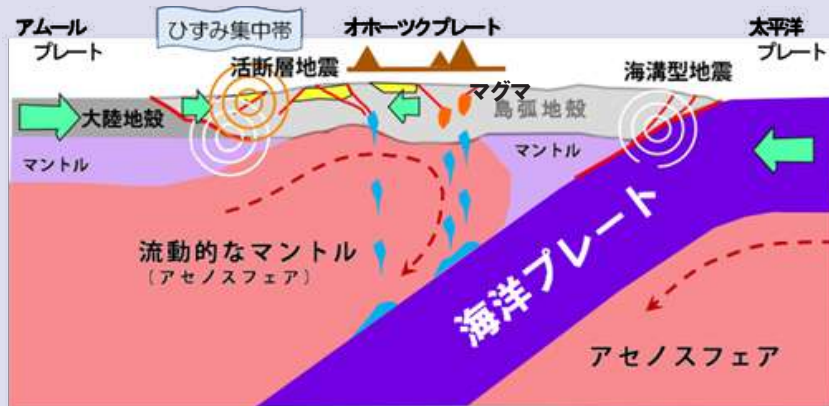 アムール
プレート
ひずみ集中帯
オホーツクプレート
太平洋
プレート
活断層地震
マグマ
海溝型地震
大陸地殻
島弧地殻
マントル
マントル
海洋プレート
流動的なマントル
(アセノスフェア)
アセノスフェア